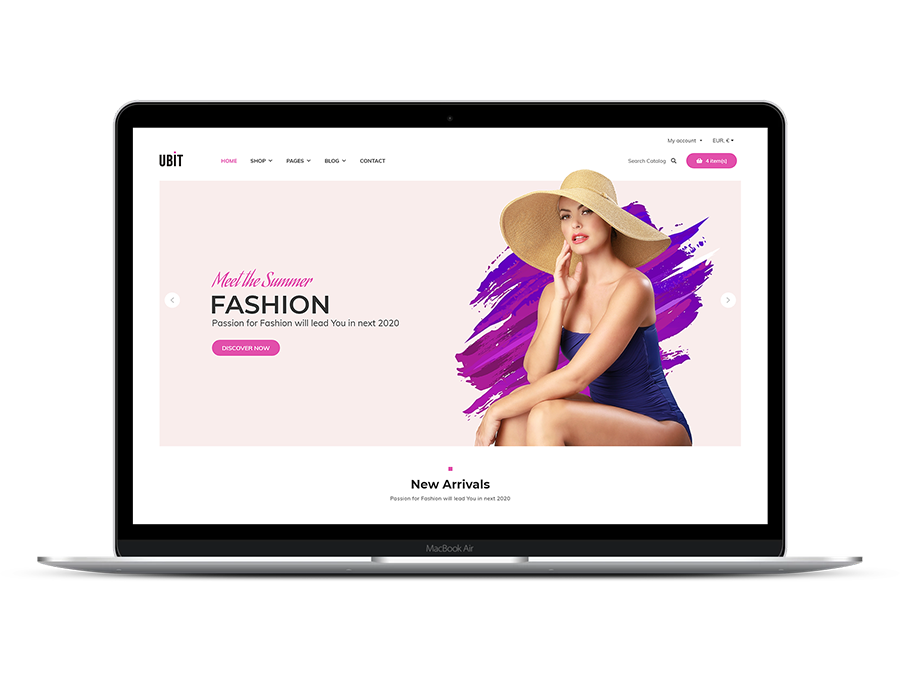 My account EUR, €
UBiT HOME SHOP PAGES BLOG CONTACT Search Catalog 4 item(s)
Meet the Summer
FASHION
Passion for Fashion will lead You in next 2020
DISCOVER NOW
New Arrivals
Passion for Fashion will lead You in next 2020
MacBook Air